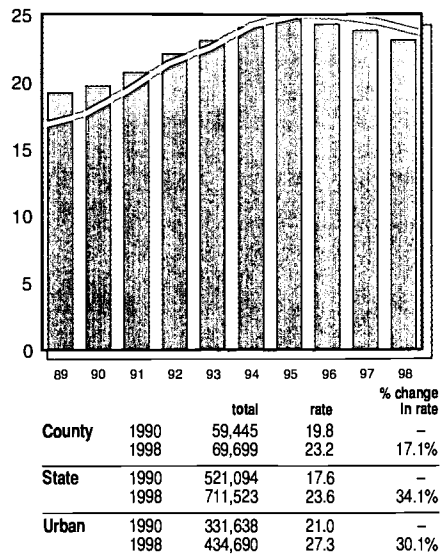 25
20
15
10
5
0
89 90 91 92 93 94 95 96 97 98
total rate % change in rate
County 1990 59,445 19.8 –
1998 69,699 23.2 17.1%
State 1990 521,094 17.6 –
1998 711,523 23.6 34.1%
Urban 1990 331,638 21.0 –
1998 434,690 27.3 30.1%